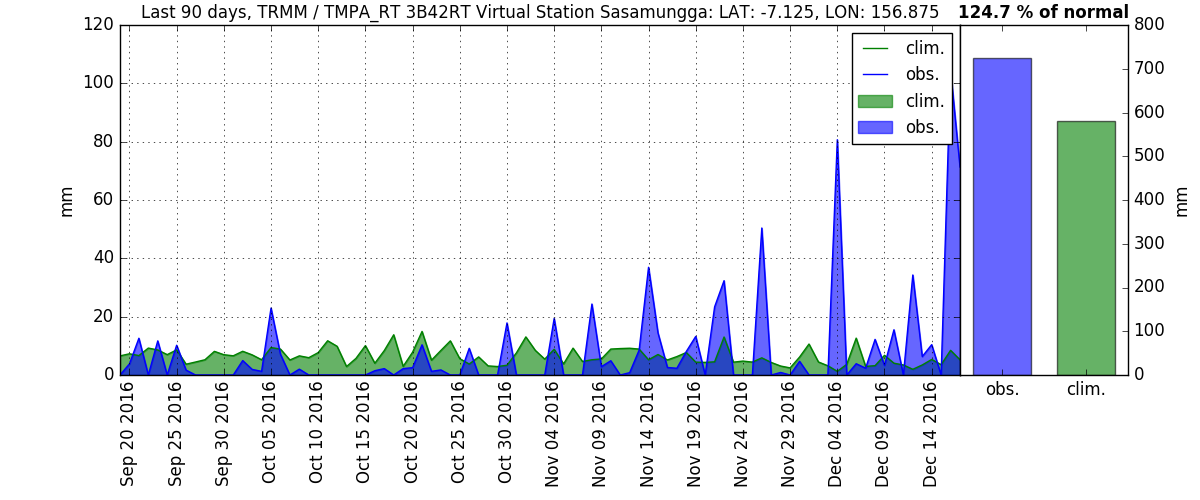 Last 90 days, TRMM / TMPA_RT 3B42RT Virtual Station Sasamungga: LAT: -7.125, LON: 156.875
124.7 % of normal
120
100
80
60
40
20
0
mm
clim.
obs.
clim.
obs.
Sep 20 2016
Sep 25 2016
Sep 30 2016
Oct 05 2016
Oct 10 2016
Oct 15 2016
Oct 20 2016
Oct 25 2016
Oct 30 2016
Nov 04 2016
Nov 09 2016
Nov 14 2016
Nov 19 2016
Nov 24 2016
Nov 29 2016
Dec 04 2016
Dec 09 2016
Dec 14 2016
800
700
600
500
400
300
200
100
0
mm
obs.
clim.